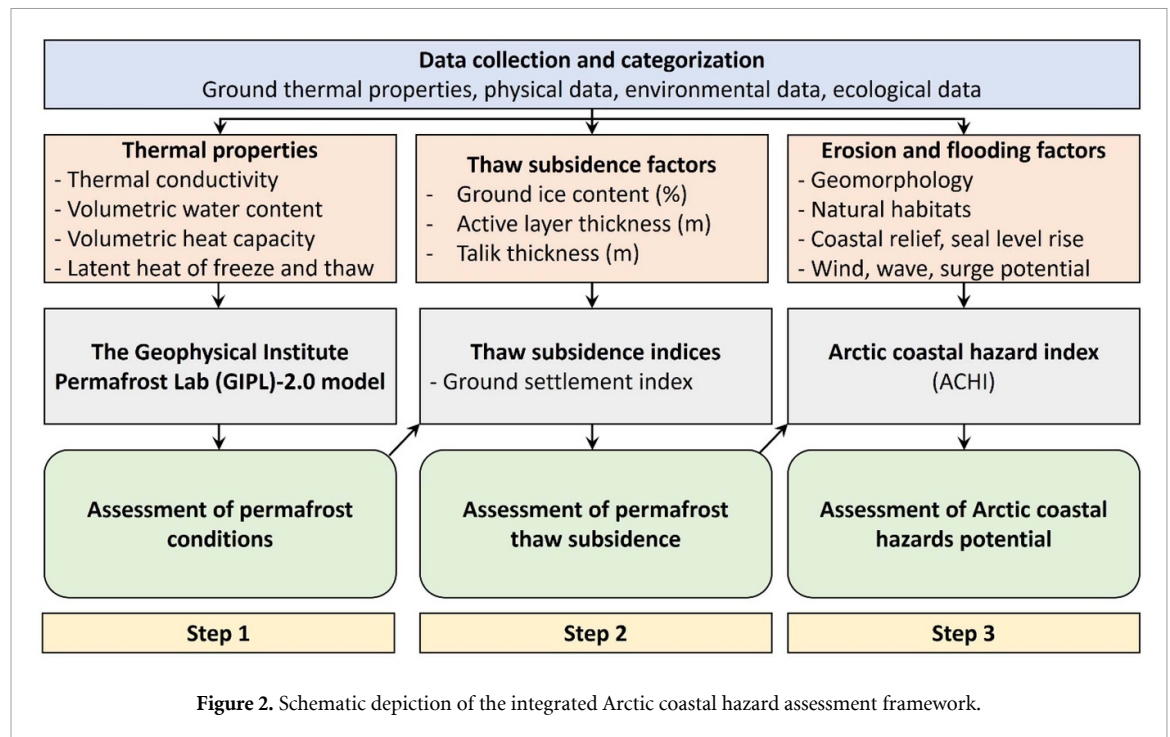 Data collection and categorization
Ground thermal properties, physical data, environmental data, ecological data
Thermal properties
- Thermal conductivity
- Volumetric water content
- Volumetric heat capacity
- Latent heat of freeze and thaw
Thaw subsidence factors
- Ground ice content (%)
- Active layer thickness (m)
- Talik thickness (m)
Erosion and flooding factors
- Geomorphology
- Natural habitats
- Coastal relief, seal level rise
- Wind, wave, surge potential
The Geophysical Institute
Permafrost Lab (GIPL)-2.0 model
Thaw subsidence indices
- Ground settlement index
Arctic coastal hazard index
(ACHI)
Assessment of permafrost
conditions
Assessment of permafrost
thaw subsidence
Assessment of Arctic coastal
hazards potential
Step 1
Step 2
Step 3
Figure 2. Schematic depiction of the integrated Arctic coastal hazard assessment framework.